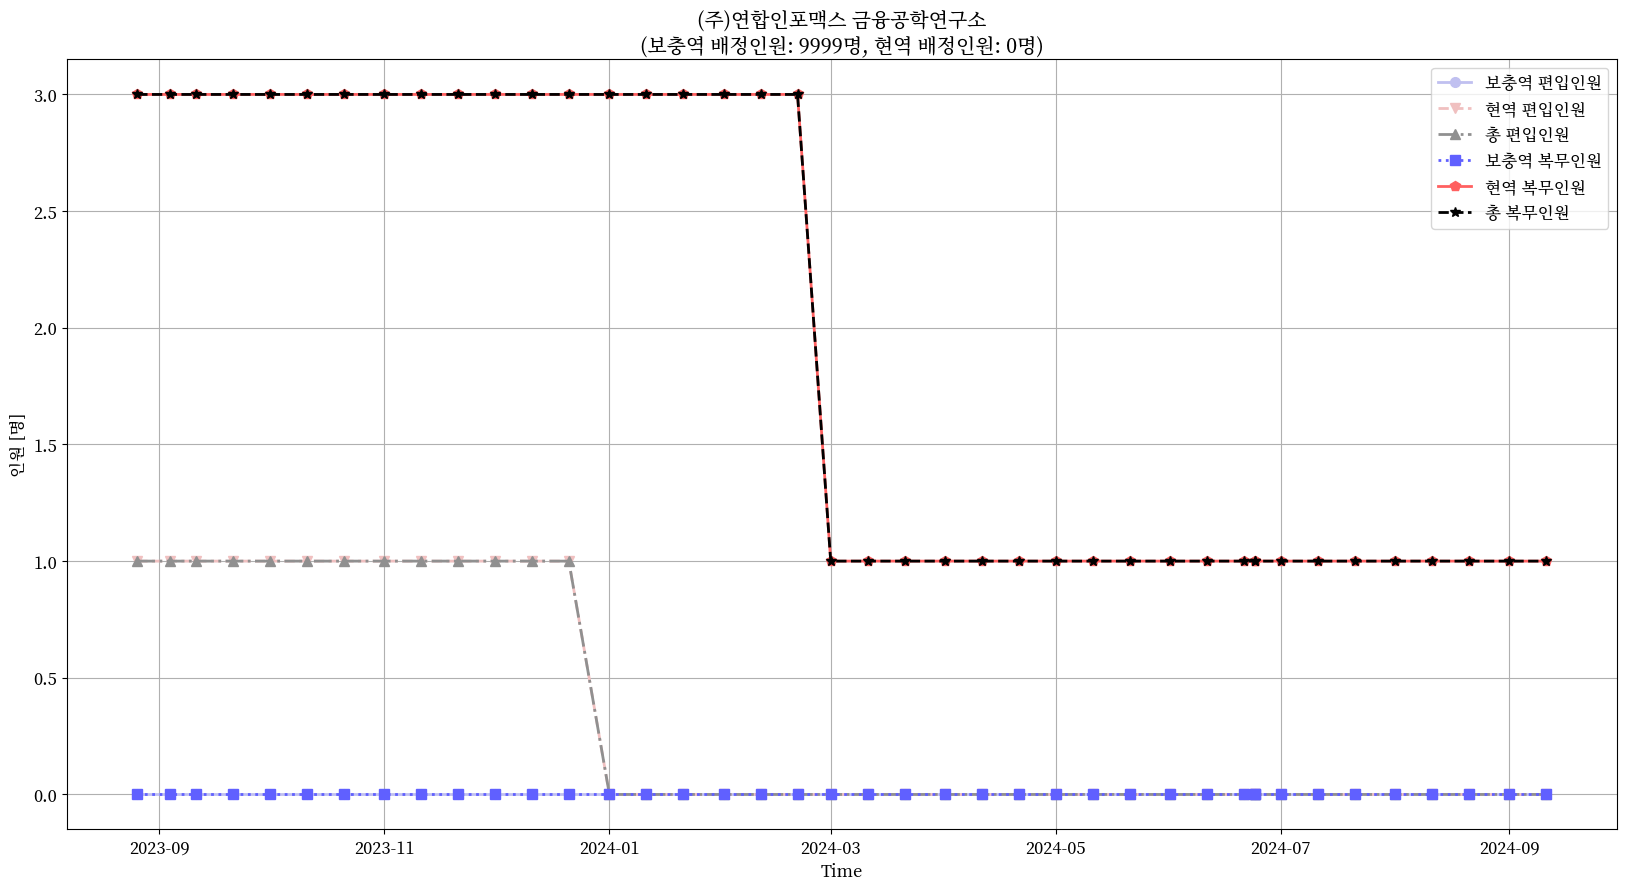 (주)연합인포맥스 금융공학연구소
(보충역 배정인원: 9999명, 현역 배정인원: 0명)
보충역 편입인원
현역 편입인원
총 편입인원
보충역 복무인원
현역 복무인원
총 복무인원
인원 [명]
3.0
2.5
2.0
1.5
1.0
0.5
0.0
2023-09
2023-11
2024-01
2024-03
2024-05
2024-07
2024-09
Time